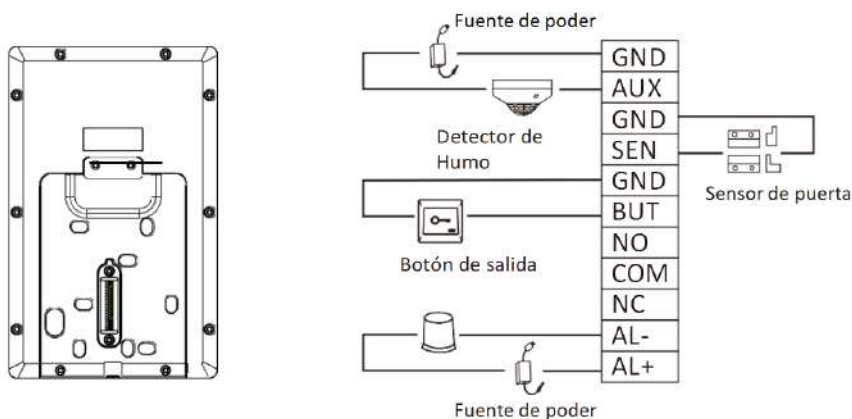 Fuente de poder
GND
AUX
GND
SEN
GND
BUT
NO
COM
NC
AL-
AL+
Detector de
Humo
Sensor de puerta
Botón de salida
Fuente de poder